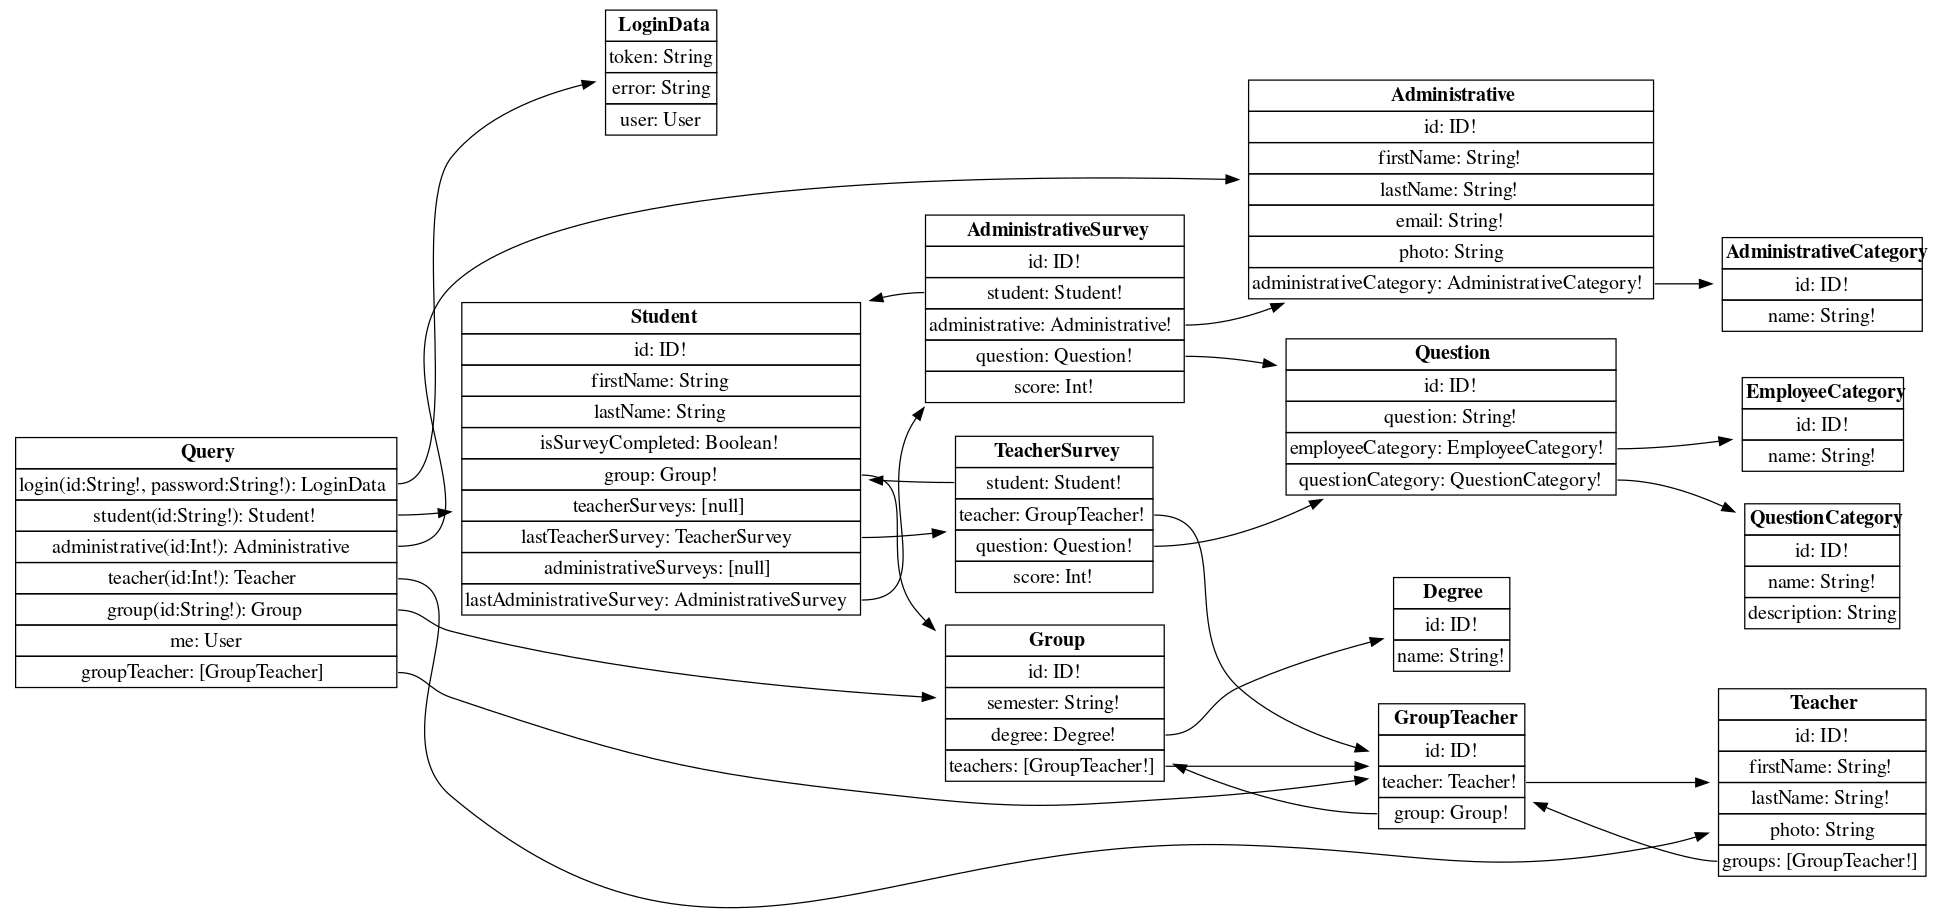 LoginData
token: String
error: String
user: User
Administrative
id: ID!
firstName: String!
lastName: String!
email: String!
photo: String
administrativeCategory: AdministrativeCategory!
AdministrativeSurvey
id: ID!
student: Student!
administrative: Administrative!
question: Question!
score: Int!
AdministrativeCategory
id: ID!
name: String!
Student
id: ID!
firstName: String
lastName: String
isSurveyCompleted: Boolean!
group: Group!
teacherSurveys: [null]
lastTeacherSurvey: TeacherSurvey
administrativeSurveys: [null]
lastAdministrativeSurvey: AdministrativeSurvey
Question
id: ID!
question: String!
employeeCategory: EmployeeCategory!
questionCategory: QuestionCategory!
EmployeeCategory
id: ID!
name: String!
Query
login(id:String!, password:String!): LoginData
student(id:String!): Student!
administrative(id:Int!): Administrative
teacher(id:Int!): Teacher
group(id:String!): Group
me: User
groupTeacher: [GroupTeacher]
TeacherSurvey
student: Student!
teacher: GroupTeacher!
question: Question!
score: Int!
QuestionCategory
id: ID!
name: String!
description: String
Degree
id: ID!
name: String!
Group
id: ID!
semester: String!
degree: Degree!
teachers: [GroupTeacher!]
GroupTeacher
id: ID!
teacher: Teacher!
group: Group!
Teacher
id: ID!
firstName: String!
lastName: String!
photo: String
groups: [GroupTeacher!]